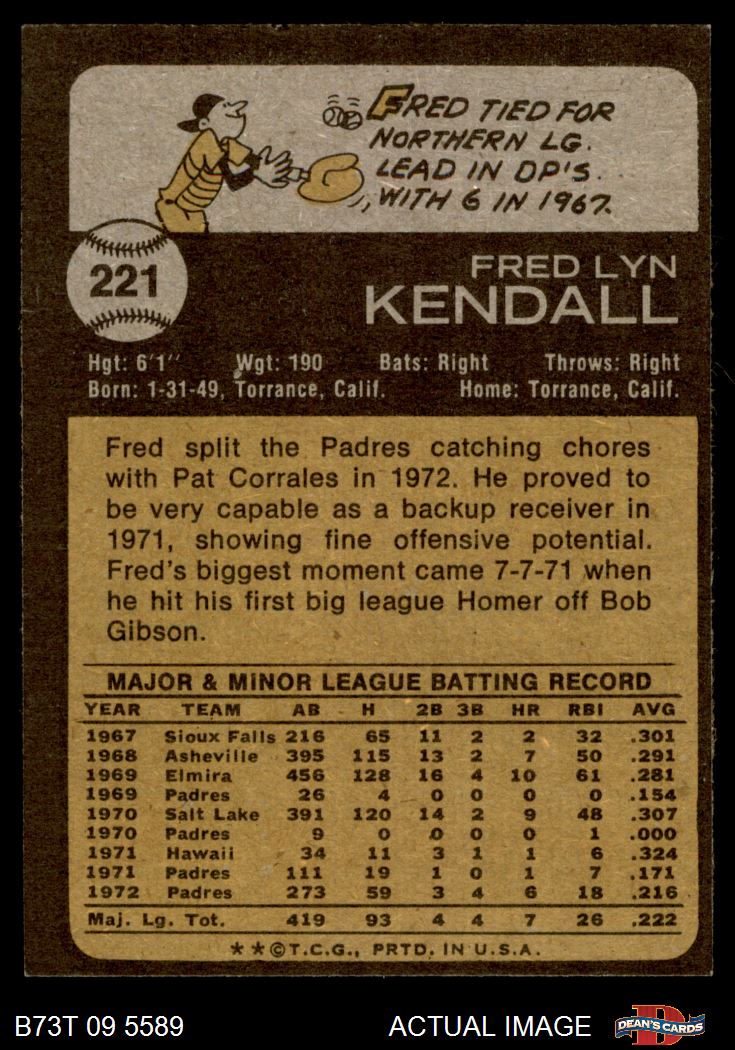 FRED TIED FOR
NORTHERN LG.
LEAD IN DP'S.
WITH 6 IN 1967.
221
FRED LYN
KENDALL
Hgt: 6'1" Wgt: 190 Bats: Right Throws: Right
Born: 1-31-49, Torrance, Calif. Home: Torrance, Calif.
Fred split the Padres catching chores
with Pat Corrales in 1972. He proved to
be very capable as a backup receiver in
1971, showing fine offensive potential.
Fred's biggest moment came 7-7-71 when
he hit his first big league Homer off Bob
Gibson.
MAJOR & MINOR LEAGUE BATTING RECORD
YEAR TEAM AB H 2B 3B HR RBI AVG
1967 Sioux Falls 216 65 11 2 2 32 .301
1968 Asheville 395 115 13 2 7 50 .291
1969 Elmira 456 128 16 4 10 61 .281
1969 Padres 26 4 0 0 0 0 .154
1970 Salt Lake 391 120 14 2 9 48 .307
1970 Padres 9 0 0 0 0 1 .000
1971 Hawaii 34 11 3 1 1 6 .324
1971 Padres 111 19 1 0 1 7 .171
1972 Padres 273 59 3 4 6 18 .216
Maj. Lg. Tot. 419 93 4 4 7 26 .222
**©T.C.G., PRTD. IN U.S.A.
B73T 09 5589 ACTUAL IMAGE DEAN'S CARDS